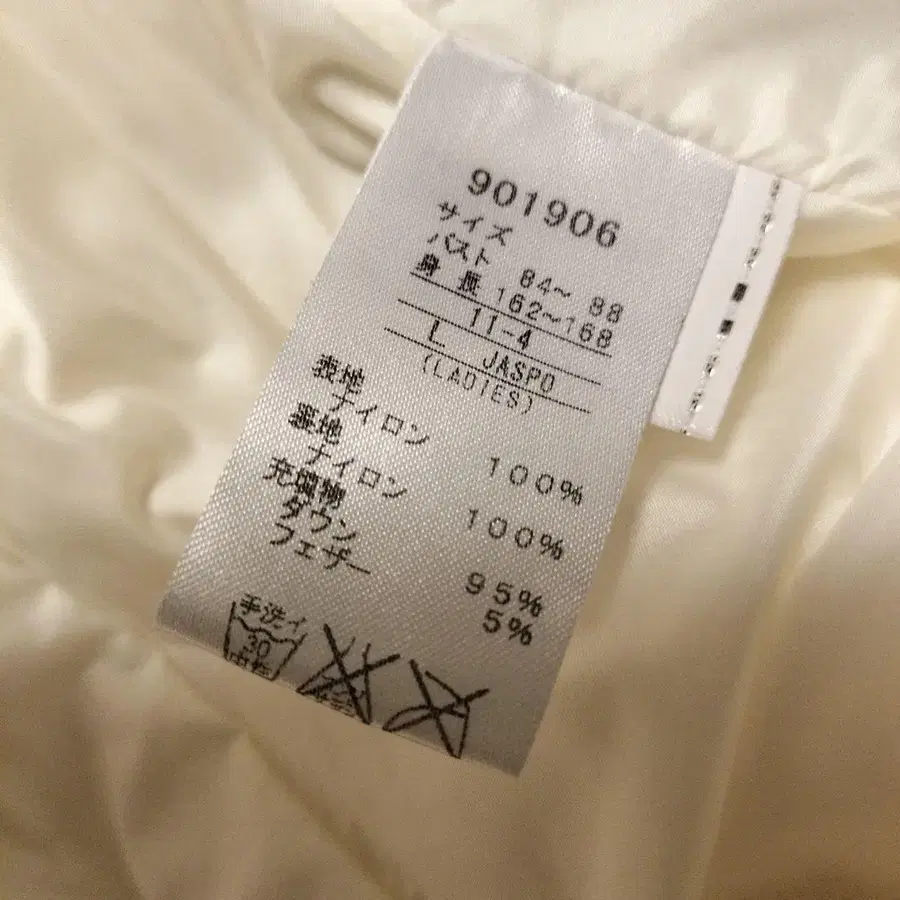 901906
サイズ
バスト 84～ 88
身長 162～168
11-4
L JASPO
(LADIES)
表地
ナイロン 100%
裏地
ナイロン 100%
充填物
ダウン 95%
フェザー 5%
手洗イ
30
中性